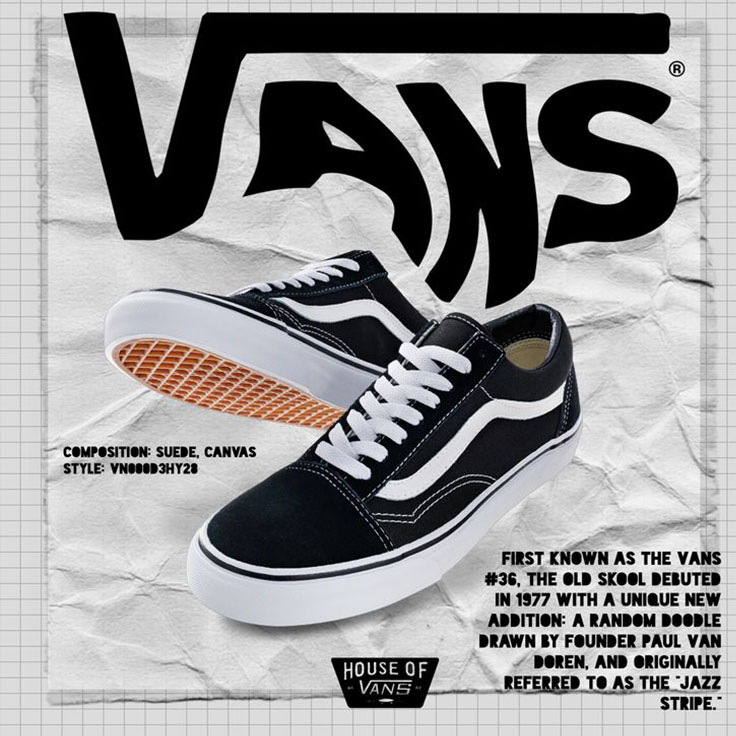 VANS
®
COMPOSITION: SUEDE, CANVAS
STYLE: VN000D3HY28
FIRST KNOWN AS THE VANS
#36, THE OLD SKOOL DEBUTED
IN 1977 WITH A UNIQUE NEW
ADDITION: A RANDOM DOODLE
DRAWN BY FOUNDER PAUL VAN
DOREN, AND ORIGINALLY
REFERRED TO AS THE "JAZZ
STRIPE."
HOUSE OF
VANS